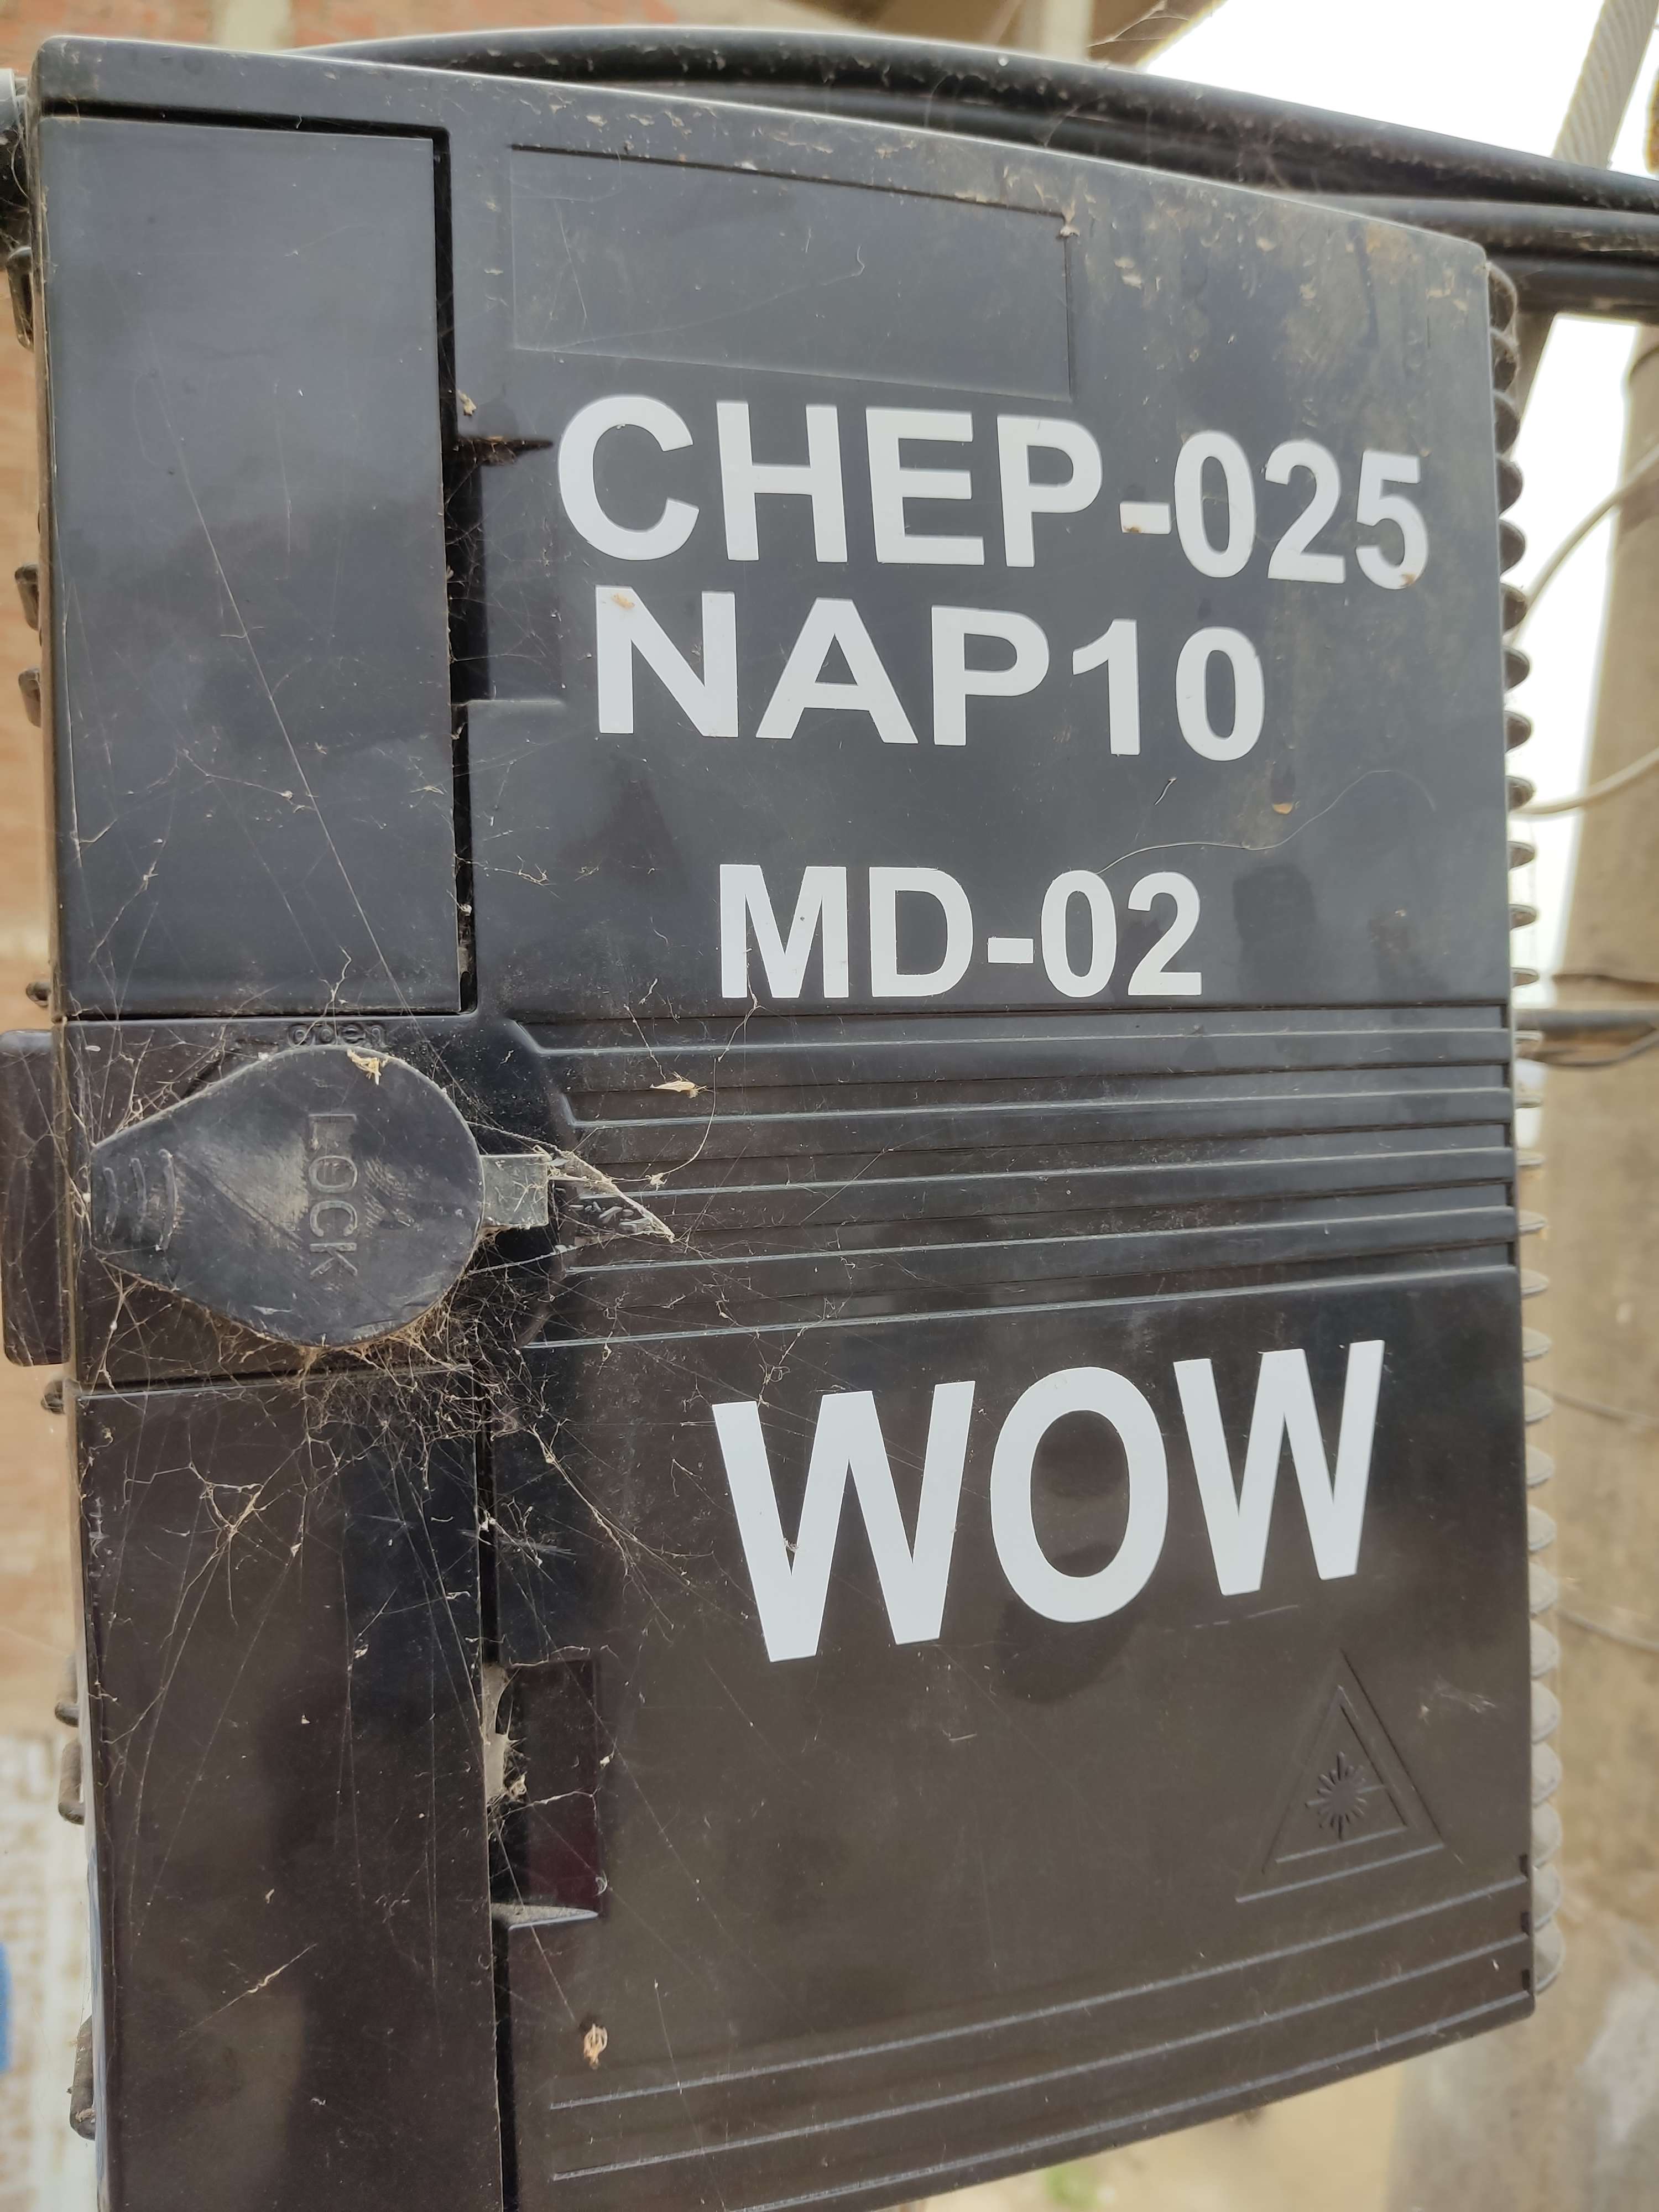 CHEP-025
NAP10
MD-02
open
LOCK
WOW